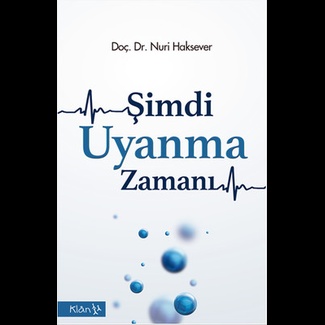 Doç. Dr. Nuri Haksever
Şimdi
Uyanma
Zamanı
Klan